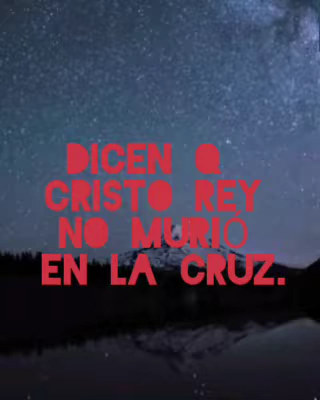 DICEN Q
CRISTO REY
NO MURIÓ
EN LA CRUZ.